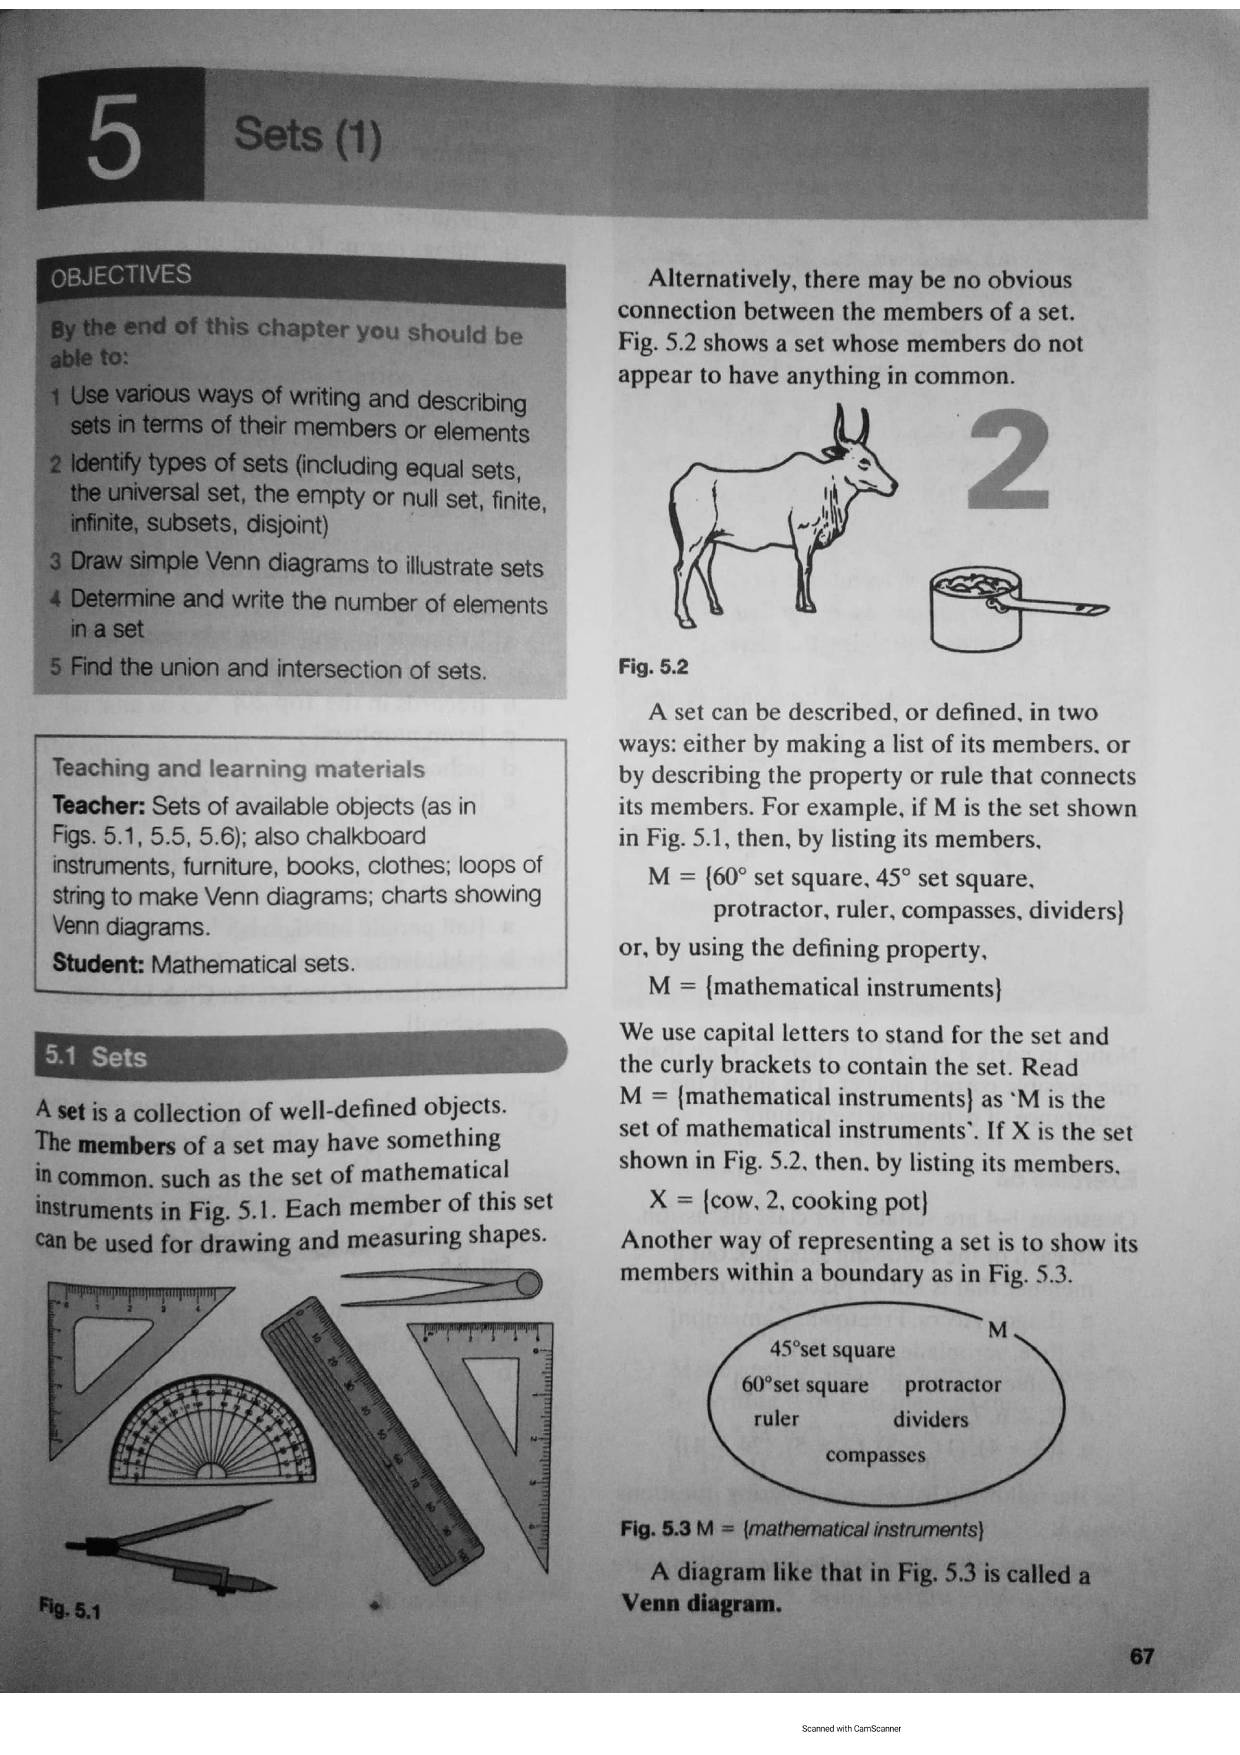 5
Sets (1)
OBJECTIVES
By the end of this chapter you should be
able to:
1 Use various ways of writing and describing
sets in terms of their members or elements
2 Identify types of sets (including equal sets,
the universal set, the empty or null set, finite,
infinite, subsets, disjoint)
3 Draw simple Venn diagrams to illustrate sets
4 Determine and write the number of elements
in a set
5 Find the union and intersection of sets.
Teaching and learning materials
Teacher: Sets of available objects (as in
Figs. 5.1, 5.5, 5.6); also chalkboard
instruments, furniture, books, clothes; loops of
string to make Venn diagrams; charts showing
Venn diagrams.
Student: Mathematical sets.
5.1 Sets
A set is a collection of well-defined objects.
The members of a set may have something
in common, such as the set of mathematical
instruments in Fig. 5.1. Each member of this set
can be used for drawing and measuring shapes.
Fig. 5.1
Alternatively, there may be no obvious
connection between the members of a set.
Fig. 5.2 shows a set whose members do not
appear to have anything in common.
2
Fig. 5.2
A set can be described, or defined, in two
ways: either by making a list of its members, or
by describing the property or rule that connects
its members. For example, if M is the set shown
in Fig. 5.1, then, by listing its members,
M = {60° set square, 45° set square,
protractor, ruler, compasses, dividers}
or, by using the defining property,
M = {mathematical instruments}
We use capital letters to stand for the set and
the curly brackets to contain the set. Read
M = {mathematical instruments} as 'M is the
set of mathematical instruments'. If X is the set
shown in Fig. 5.2, then, by listing its members,
X = {cow, 2, cooking pot}
Another way of representing a set is to show its
members within a boundary as in Fig. 5.3.
M
45°set square
60°set square protractor
ruler dividers
compasses
Fig. 5.3 M = {mathematical instruments}
A diagram like that in Fig. 5.3 is called a
Venn diagram.
67
Scanned with CamScanner